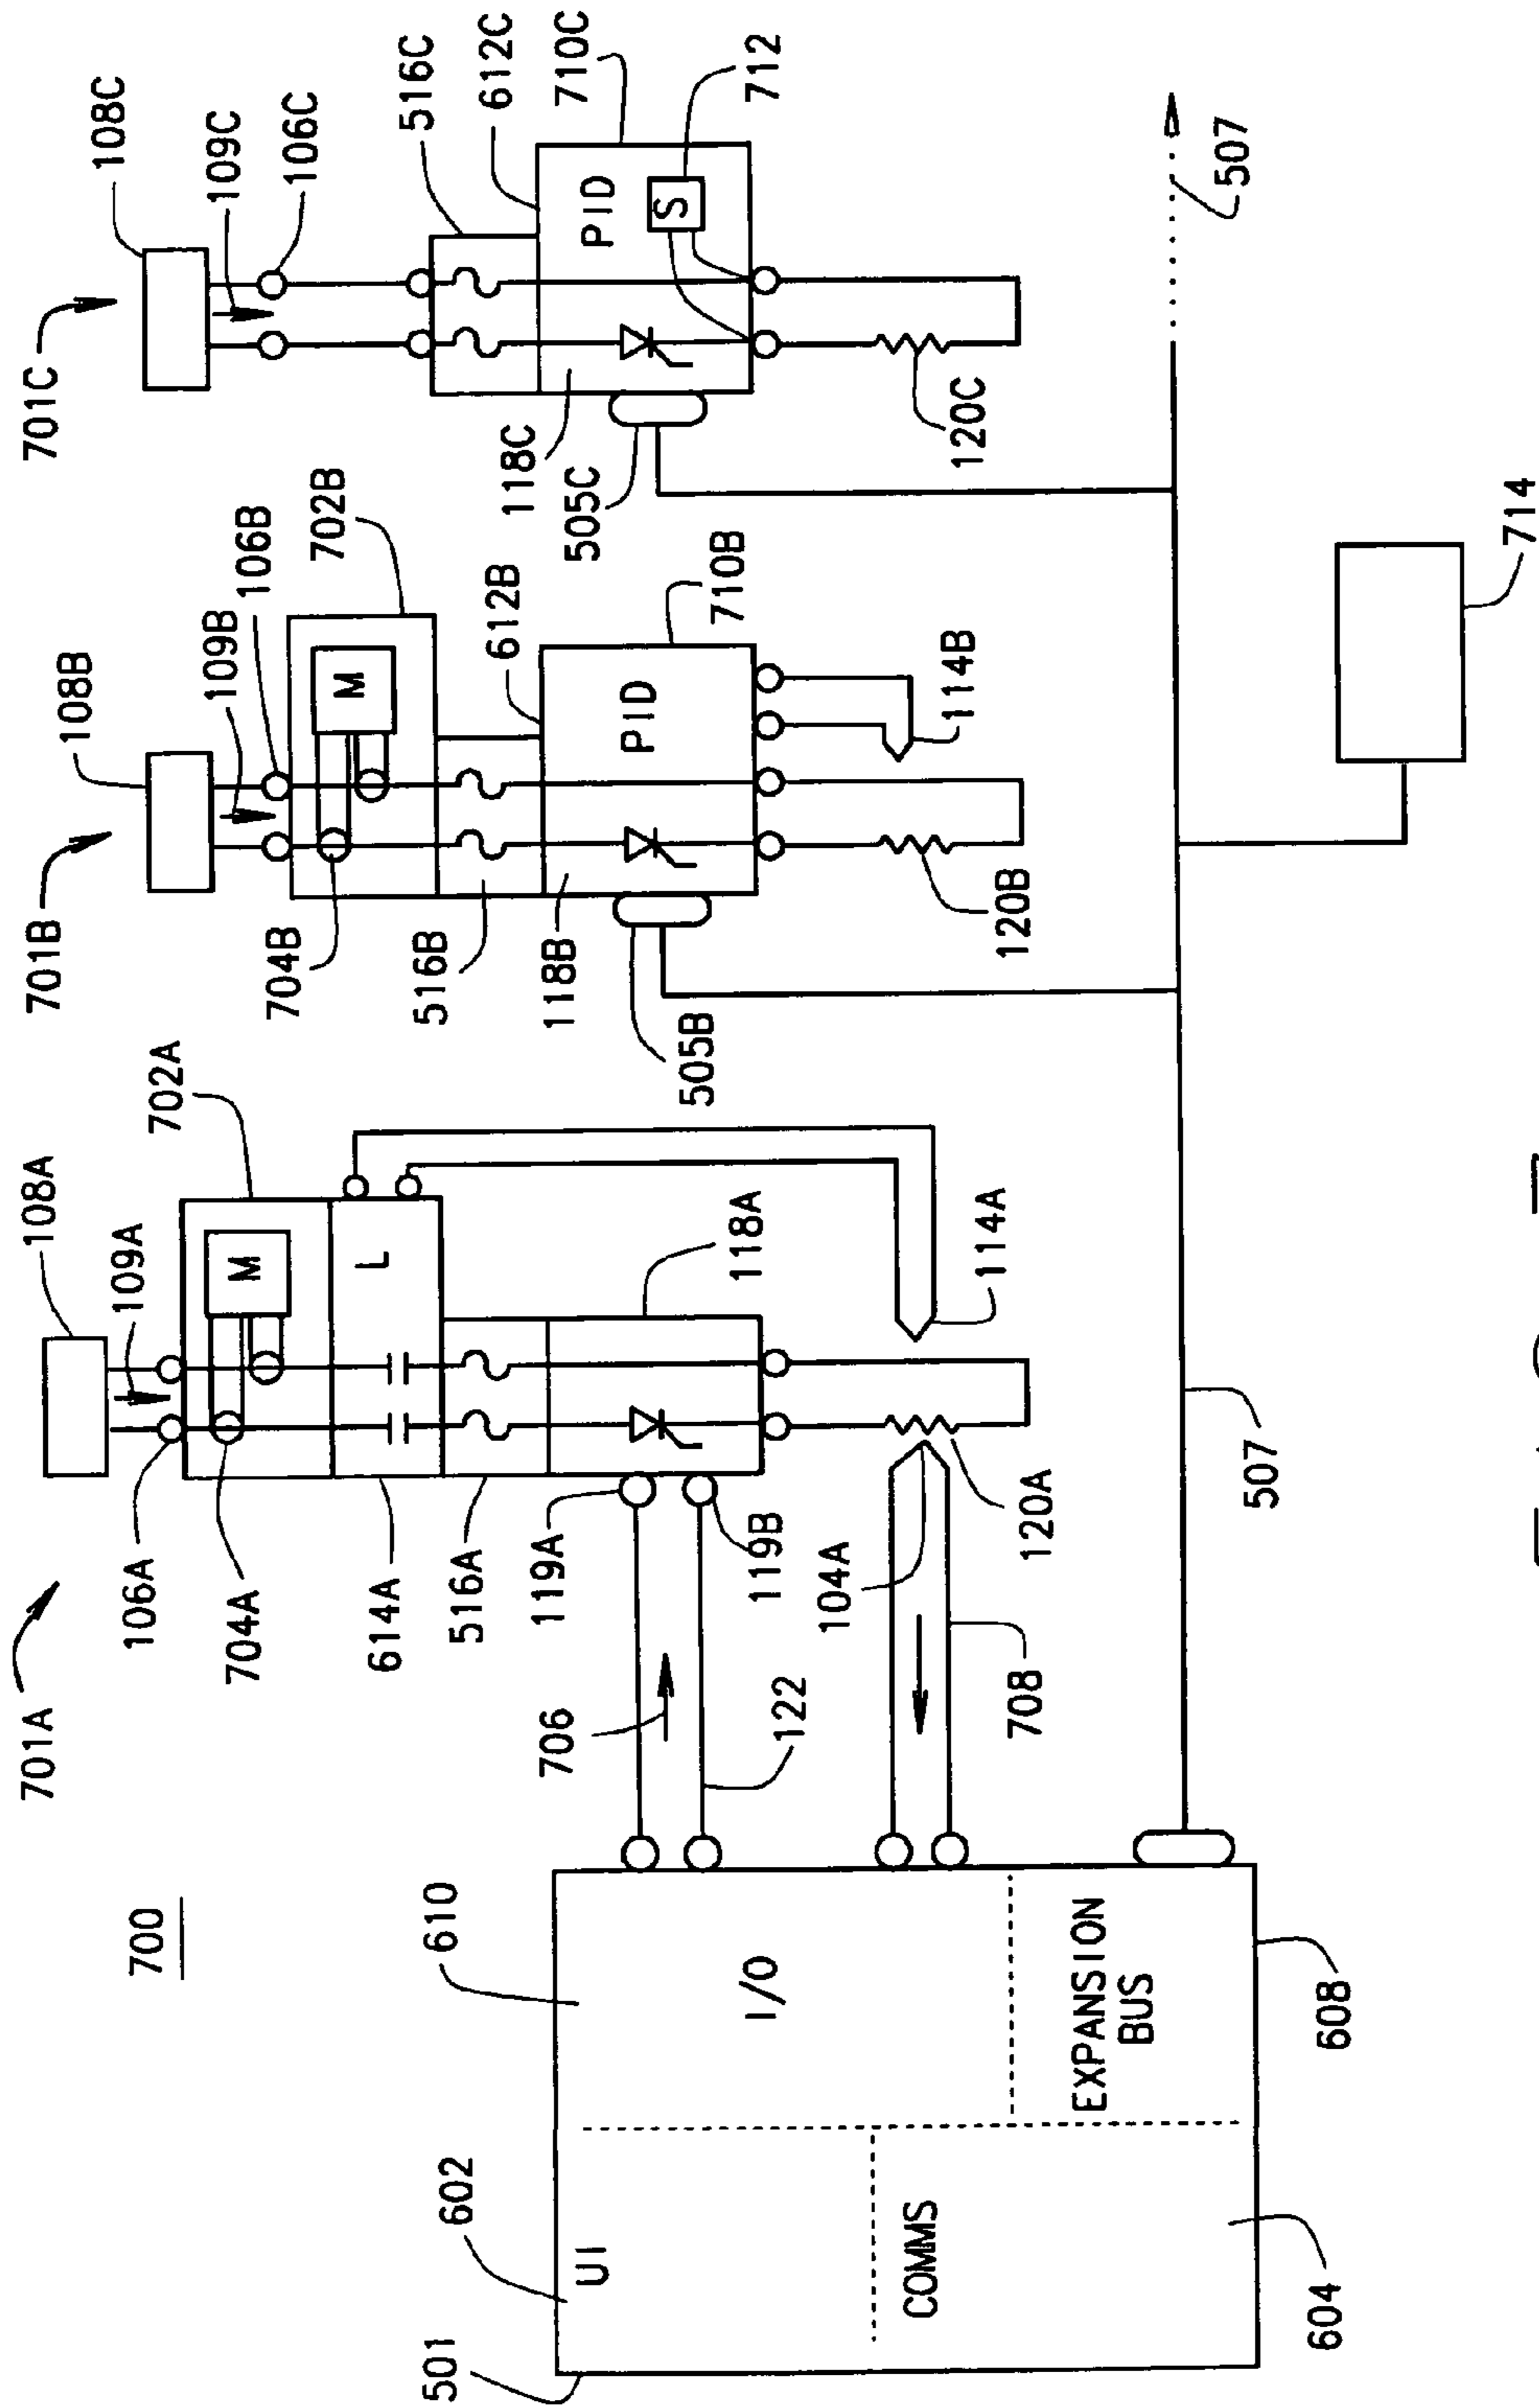 700
701A
108A
109A
106A
702A
M
704A
L
614A
516A
119A
118A
119B
706
122
104A
114A
120A
708
701B
108B
109B
106B
702B
M
704B
516B
612B
118B
PID
710B
505B
114B
120B
701C
108C
109C
106C
516C
612C
710C
PID
S
712
118C
505C
120C
501
602
UI
610
I/O
COMMS
604
EXPANSION
BUS
608
507
507
714